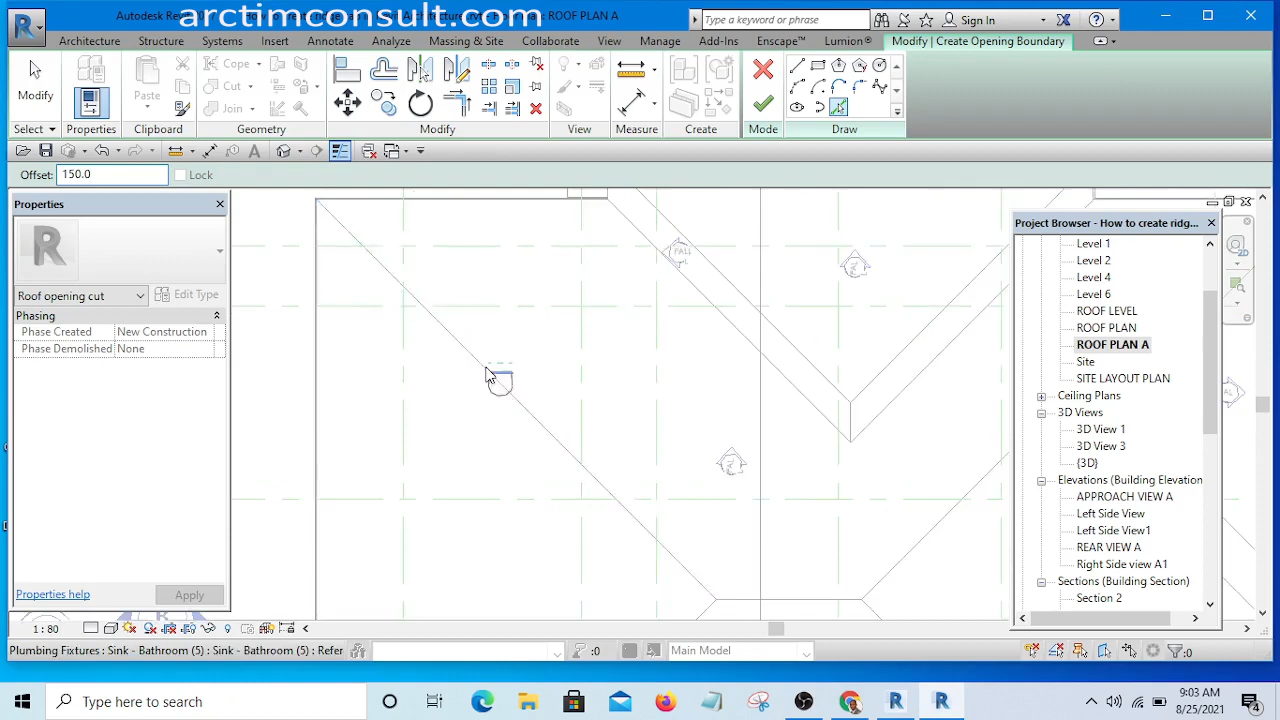 Autodesk Revit
arctimconsult.com
ROOF PLAN A
Type a keyword or phrase
Sign In
Architecture
Structure
Systems
Insert
Annotate
Analyze
Massing & Site
Collaborate
View
Manage
Add-Ins
Enscape™
Lumion®
Modify | Create Opening Boundary
Modify
Paste
Cope
Cut
Join
Select
Properties
Clipboard
Geometry
Modify
View
Measure
Create
Mode
Draw
Offset:
150.0
Lock
Properties
R
Roof opening cut
Edit Type
Phasing
Phase Created
New Construction
Phase Demolished
None
Properties help
Apply
Project Browser - How to create ridg...
Level 1
Level 2
Level 4
Level 6
ROOF LEVEL
ROOF PLAN
ROOF PLAN A
Site
SITE LAYOUT PLAN
Ceiling Plans
3D Views
3D View 1
3D View 3
{3D}
Elevations (Building Elevation
APPROACH VIEW A
Left Side View
Left Side View1
REAR VIEW A
Right Side view A1
Sections (Building Section)
Section 2
2D
1 : 80
Plumbing Fixtures : Sink - Bathroom (5) : Sink - Bathroom (5) : Refer
:0
Main Model
:0
Type here to search
9:03 AM
8/25/2021
4